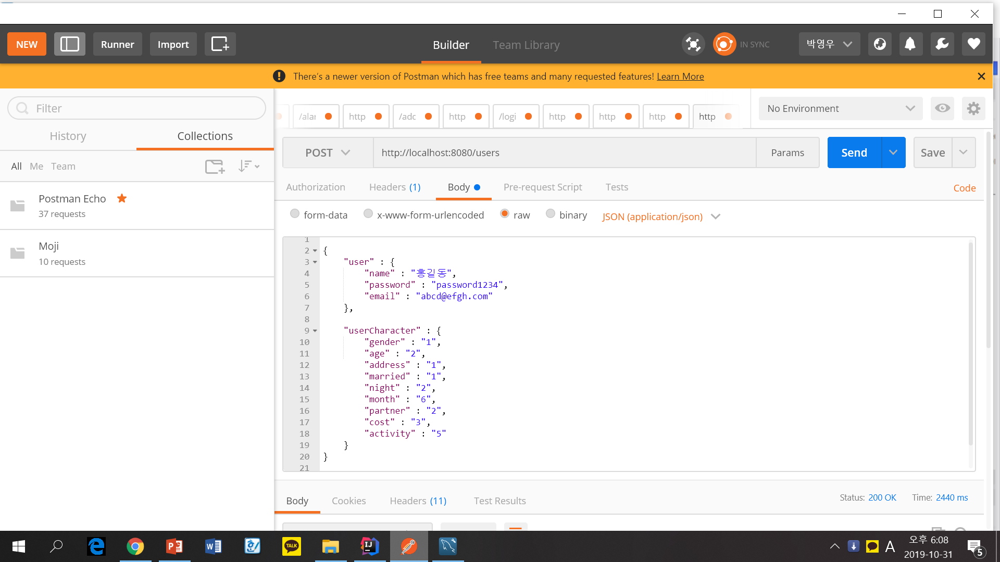 NEW Runner Import Builder Team Library IN SYNC 박영우
There's a newer version of Postman which has free teams and many requested features! Learn More
Filter
History Collections
All Me Team
Postman Echo
37 requests
Moji
10 requests
/alar http /adc http /logi http http http http
No Environment
POST http://localhost:8080/users Params Send Save
Authorization Headers (1) Body Pre-request Script Tests Code
form-data x-www-form-urlencoded raw binary JSON (application/json)
1
2 {
3 "user" : {
4 "name" : "홍길동",
5 "password" : "password1234",
6 "email" : "abcd@efgh.com"
7 },
8
9 "userCharacter" : {
10 "gender" : "1",
11 "age" : "2",
12 "address" : "1",
13 "married" : "1",
14 "night" : "2",
15 "month" : "6",
16 "partner" : "2",
17 "cost" : "3",
18 "activity" : "5"
19 }
20 }
21
Body Cookies Headers (11) Test Results Status: 200 OK Time: 2440 ms
TALK
IJ
A
오후 6:08
2019-10-31
5